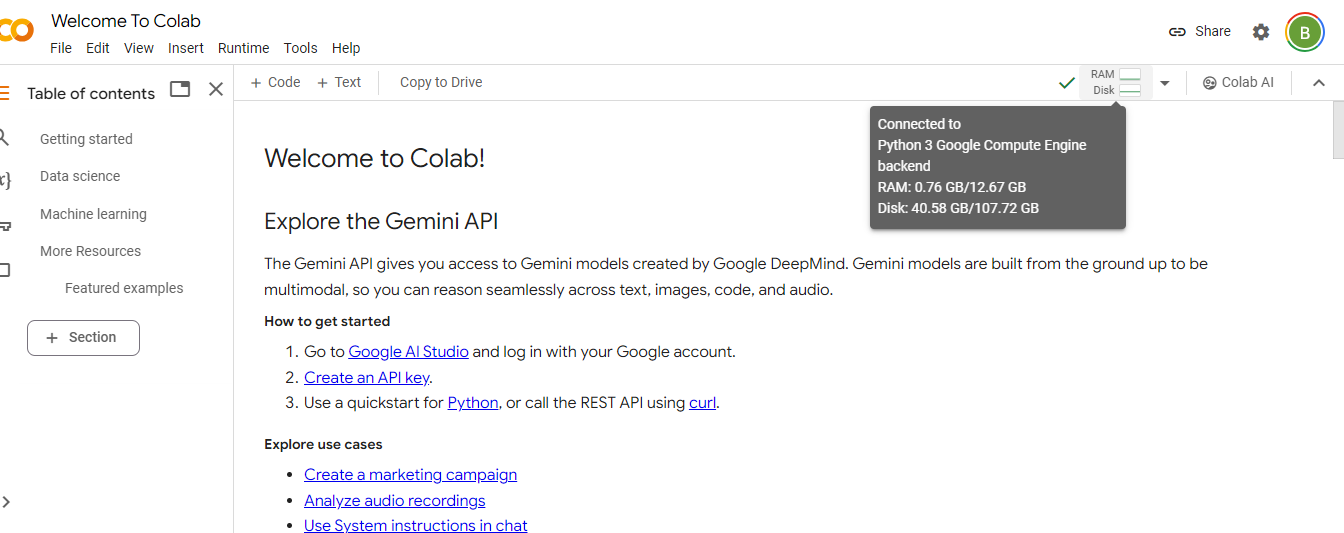 Welcome To Colab
File Edit View Insert Runtime Tools Help
Share
B
Table of contents
Getting started
Data science
Machine learning
More Resources
Featured examples
+ Section
+ Code + Text Copy to Drive
RAM
Disk
Colab AI
Connected to
Python 3 Google Compute Engine
backend
RAM: 0.76 GB/12.67 GB
Disk: 40.58 GB/107.72 GB
Welcome to Colab!
Explore the Gemini API
The Gemini API gives you access to Gemini models created by Google DeepMind. Gemini models are built from the ground up to be
multimodal, so you can reason seamlessly across text, images, code, and audio.
How to get started
1. Go to Google AI Studio and log in with your Google account.
2. Create an API key.
3. Use a quickstart for Python, or call the REST API using curl.
Explore use cases
• Create a marketing campaign
• Analyze audio recordings
• Use System instructions in chat